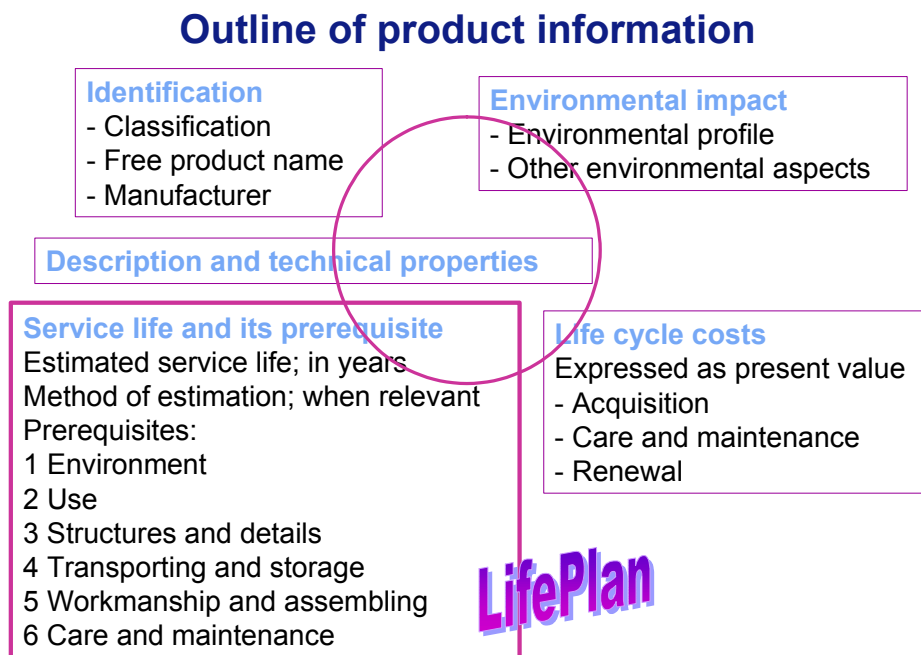 Outline of product information
Identification
- Classification
- Free product name
- Manufacturer
Environmental impact
- Environmental profile
- Other environmental aspects
Description and technical properties
Service life and its prerequisite
Estimated service life; in years
Method of estimation; when relevant
Prerequisites:
1 Environment
2 Use
3 Structures and details
4 Transporting and storage
5 Workmanship and assembling
6 Care and maintenance
Life cycle costs
Expressed as present value
- Acquisition
- Care and maintenance
- Renewal
LifePlan